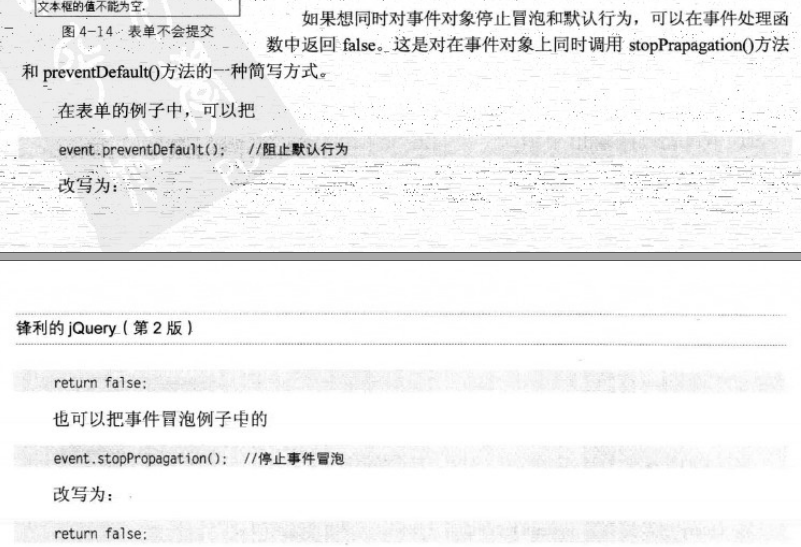 文本框的值不能为空.
图 4-14 表单不会提交
如果想同时对事件对象停止冒泡和默认行为，可以在事件处理函
数中返回 false。这是对在事件对象上同时调用 stopPrapagation()方法
和 preventDefault()方法的一种简写方式。
在表单的例子中，可以把
event.preventDefault(); //阻止默认行为
改写为：
锋利的 jQuery（第 2 版）
return false;
也可以把事件冒泡例子中的
event.stopPropagation(); //停止事件冒泡
改写为：
return false;